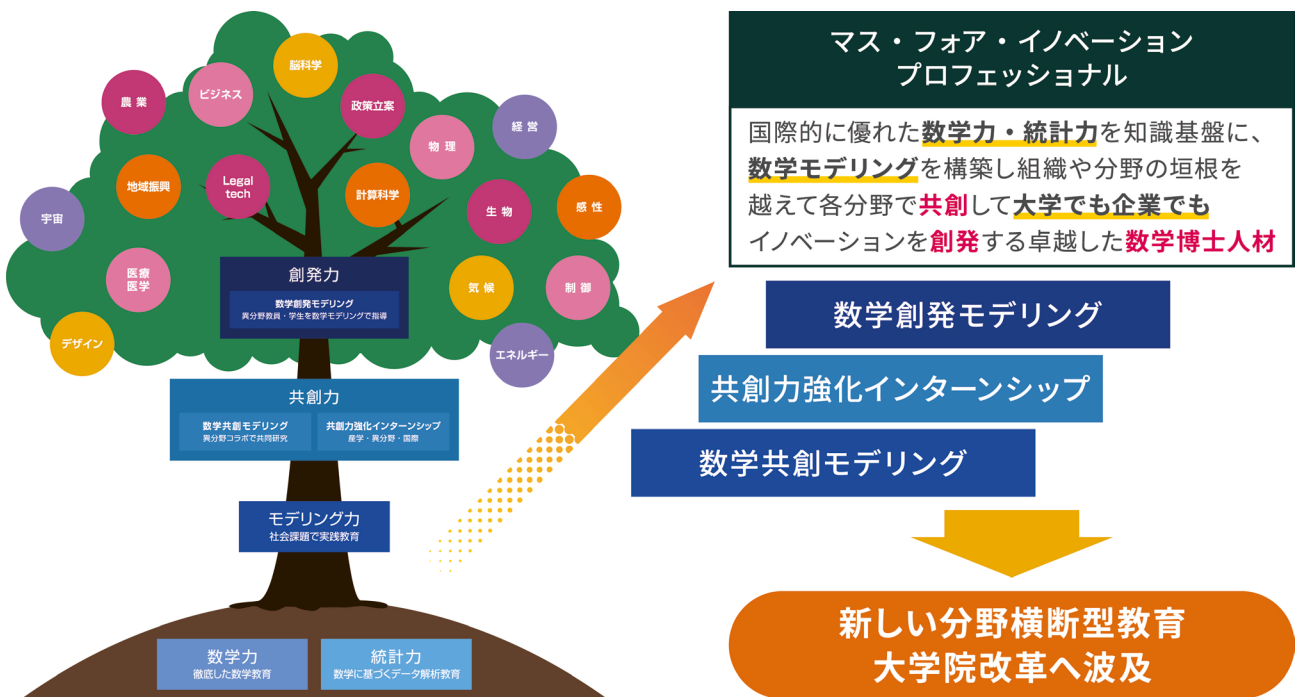 脳科学
ビジネス
農業
政策立案
経営
物理
地域振興
Legal
tech
計算科学
生物
感性
宇宙
医療
医学
気候
制御
デザイン
エネルギー
創発力
数学創発モデリング
異分野教員・学生を数学モデリングで指導
共創力
数学共創モデリング
異分野コラボで共同研究
共創力強化インターンシップ
産学・異分野・国際
モデリング力
社会課題で実践教育
数学力
徹底した数学教育
統計力
数学に基づくデータ解析教育
マス・フォア・イノベーション
プロフェッショナル
国際的に優れた数学力・統計力を知識基盤に、
数学モデリングを構築し組織や分野の垣根を
越えて各分野で共創して大学でも企業でも
イノベーションを創発する卓越した数学博士人材
数学創発モデリング
共創力強化インターンシップ
数学共創モデリング
新しい分野横断型教育
大学院改革へ波及